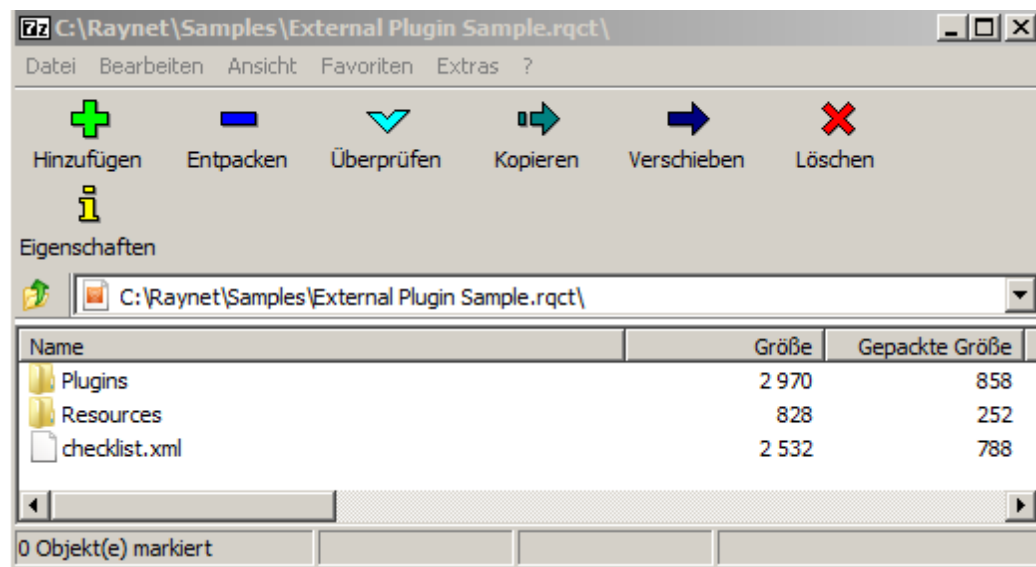 7z C:\Raynet\Samples\External Plugin Sample.rqct\
Datei Bearbeiten Ansicht Favoriten Extras ?
Hinzufügen Entpacken Überprüfen Kopieren Verschieben Löschen
Eigenschaften
C:\Raynet\Samples\External Plugin Sample.rqct\
Name Größe Gepackte Größe
Plugins 2 970 858
Resources 828 252
checklist.xml 2 532 788
0 Objekt(e) markiert